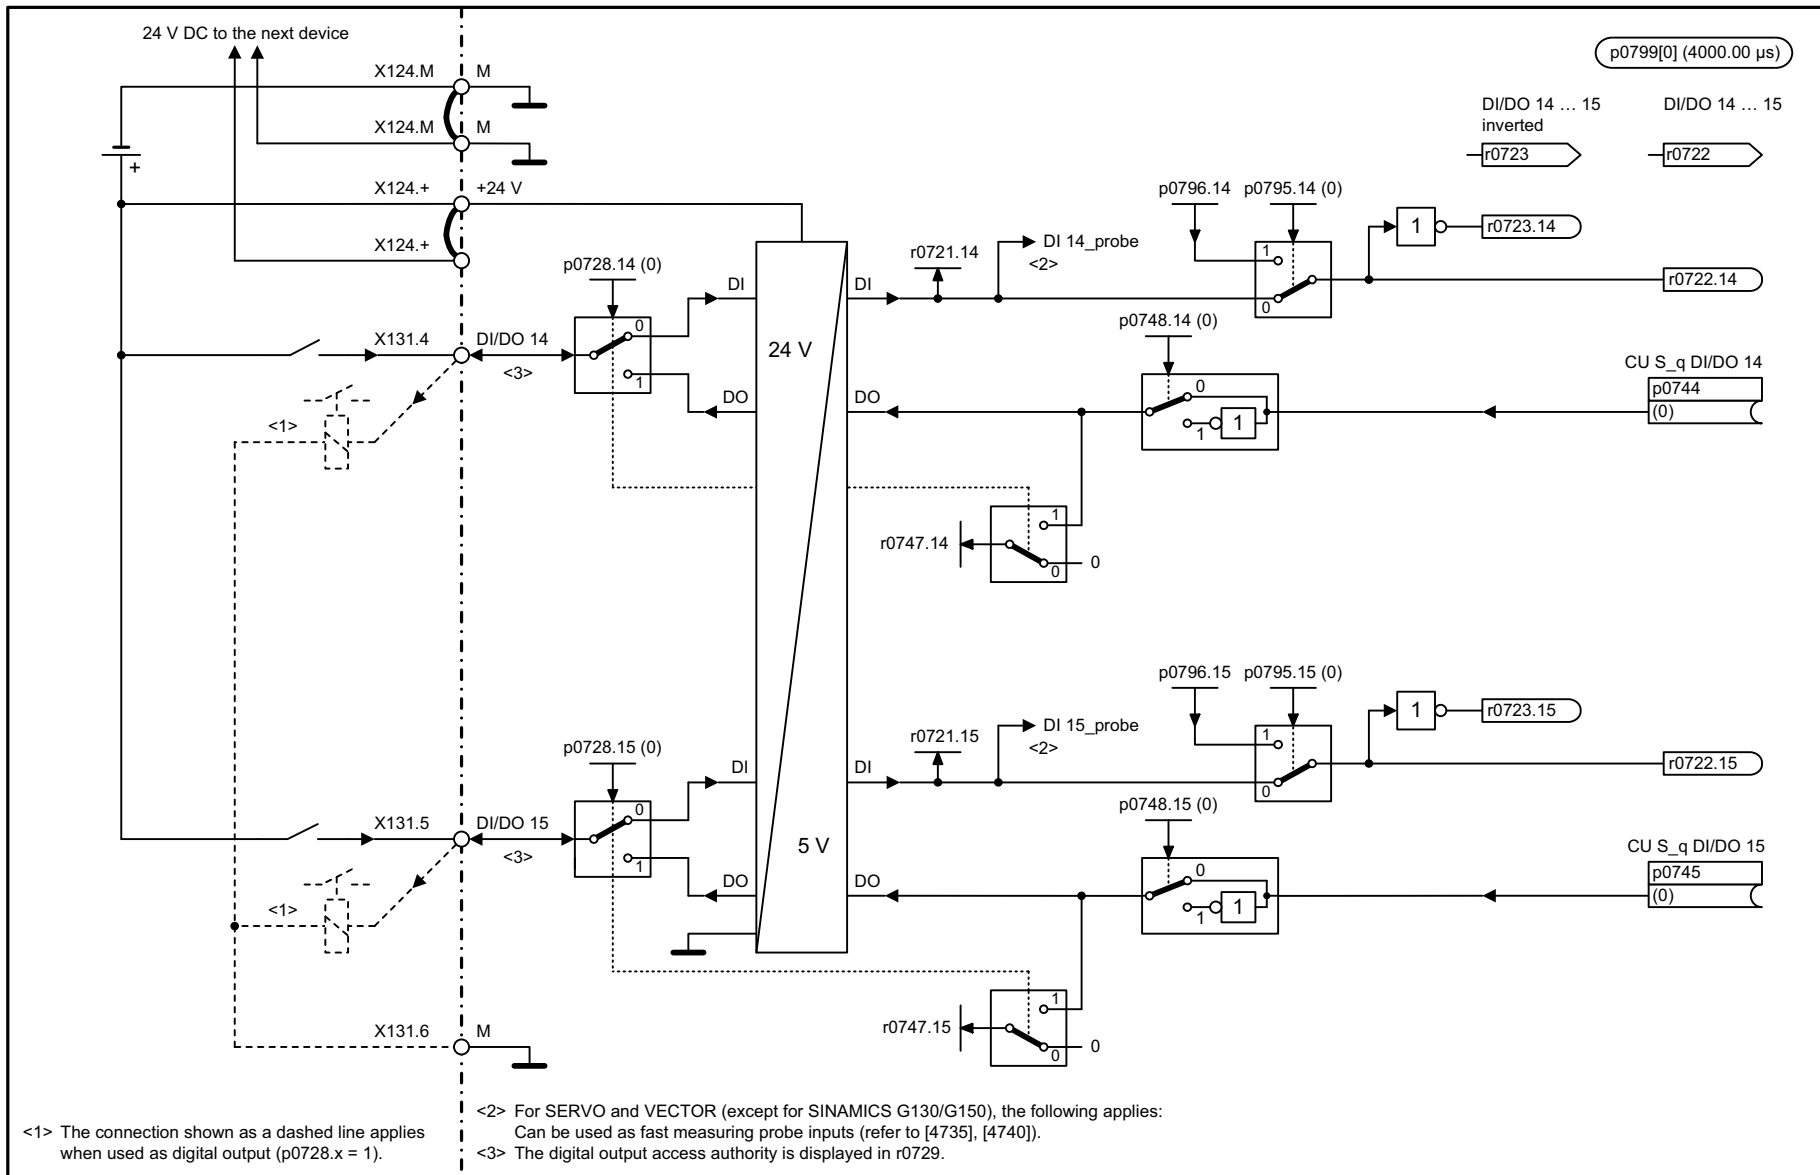 24 V DC to the next device
p0799[0] (4000.00 µs)
X124.M M
DI/DO 14 … 15 inverted
DI/DO 14 … 15
X124.M M
r0723
r0722
+
X124.+ +24 V
p0796.14 p0795.14 (0)
X124.+
r0721.14
DI 14_probe
<2>
1
1
r0723.14
p0728.14 (0)
DI
DI
r0722.14
0
X131.4
DI/DO 14
<3>
0
1
24 V
p0748.14 (0)
CU S_q DI/DO 14
p0744
(0)
DO
DO
0
1
1
<1>
1
r0747.14
0
0
p0796.15 p0795.15 (0)
r0721.15
DI 15_probe
<2>
1
1
r0723.15
p0728.15 (0)
DI
DI
r0722.15
0
X131.5
DI/DO 15
<3>
0
1
5 V
p0748.15 (0)
CU S_q DI/DO 15
p0745
(0)
DO
DO
0
1
1
<1>
1
r0747.15
0
0
X131.6 M
<1> The connection shown as a dashed line applies
when used as digital output (p0728.x = 1).
<2> For SERVO and VECTOR (except for SINAMICS G130/G150), the following applies:
Can be used as fast measuring probe inputs (refer to [4735], [4740]).
<3> The digital output access authority is displayed in r0729.